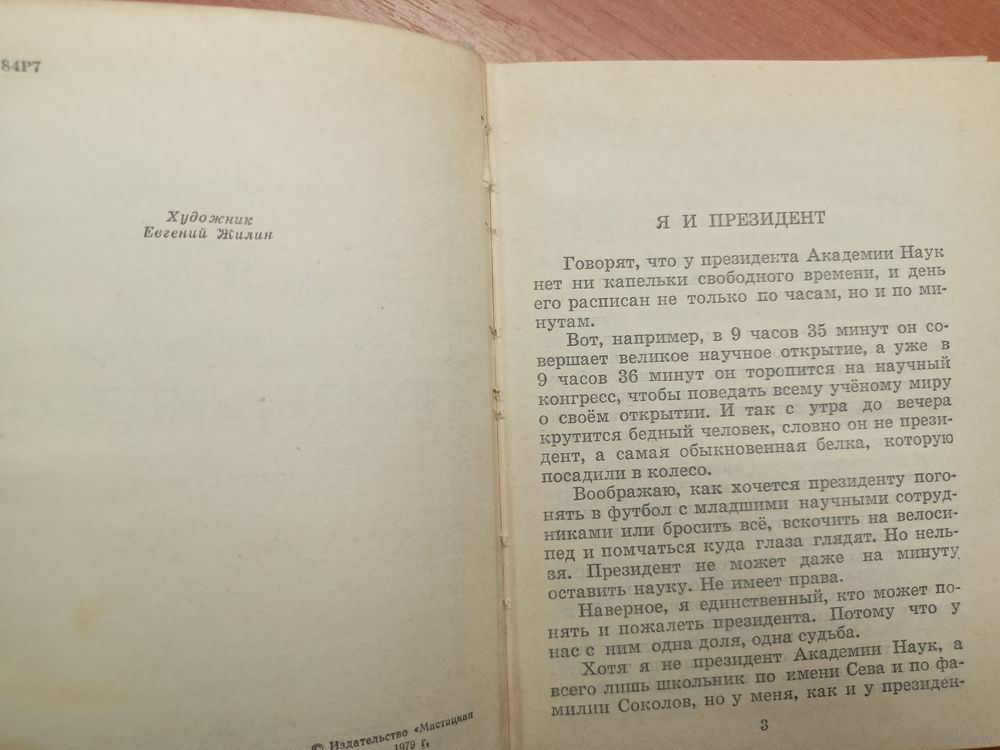 84Р7
Художник
Евгений Жилин
© Издательство «Мастацкая
1979 г.
Я И ПРЕЗИДЕНТ
Говорят, что у президента Академии Наук
нет ни капельки свободного времени, и день
его расписан не только по часам, но и по ми-
нутам.
Вот, например, в 9 часов 35 минут он со-
вершает великое научное открытие, а уже в
9 часов 36 минут он торопится на научный
конгресс, чтобы поведать всему учёному миру
о своём открытии. И так с утра до вечера
крутится бедный человек, словно он не прези-
дент, а самая обыкновенная белка, которую
посадили в колесо.
Воображаю, как хочется президенту пого-
нять в футбол с младшими научными сотруд-
никами или бросить всё, вскочить на велоси-
пед и помчаться куда глаза глядят. Но нель-
зя. Президент не может даже на минуту
оставить науку. Не имеет права.
Наверное, я единственный, кто может по-
нять и пожалеть президента. Потому что у
нас с ним одна доля, одна судьба.
Хотя я не президент Академии Наук, а
всего лишь школьник по имени Сева и по фа-
милии Соколов, но у меня, как и у президен-
3